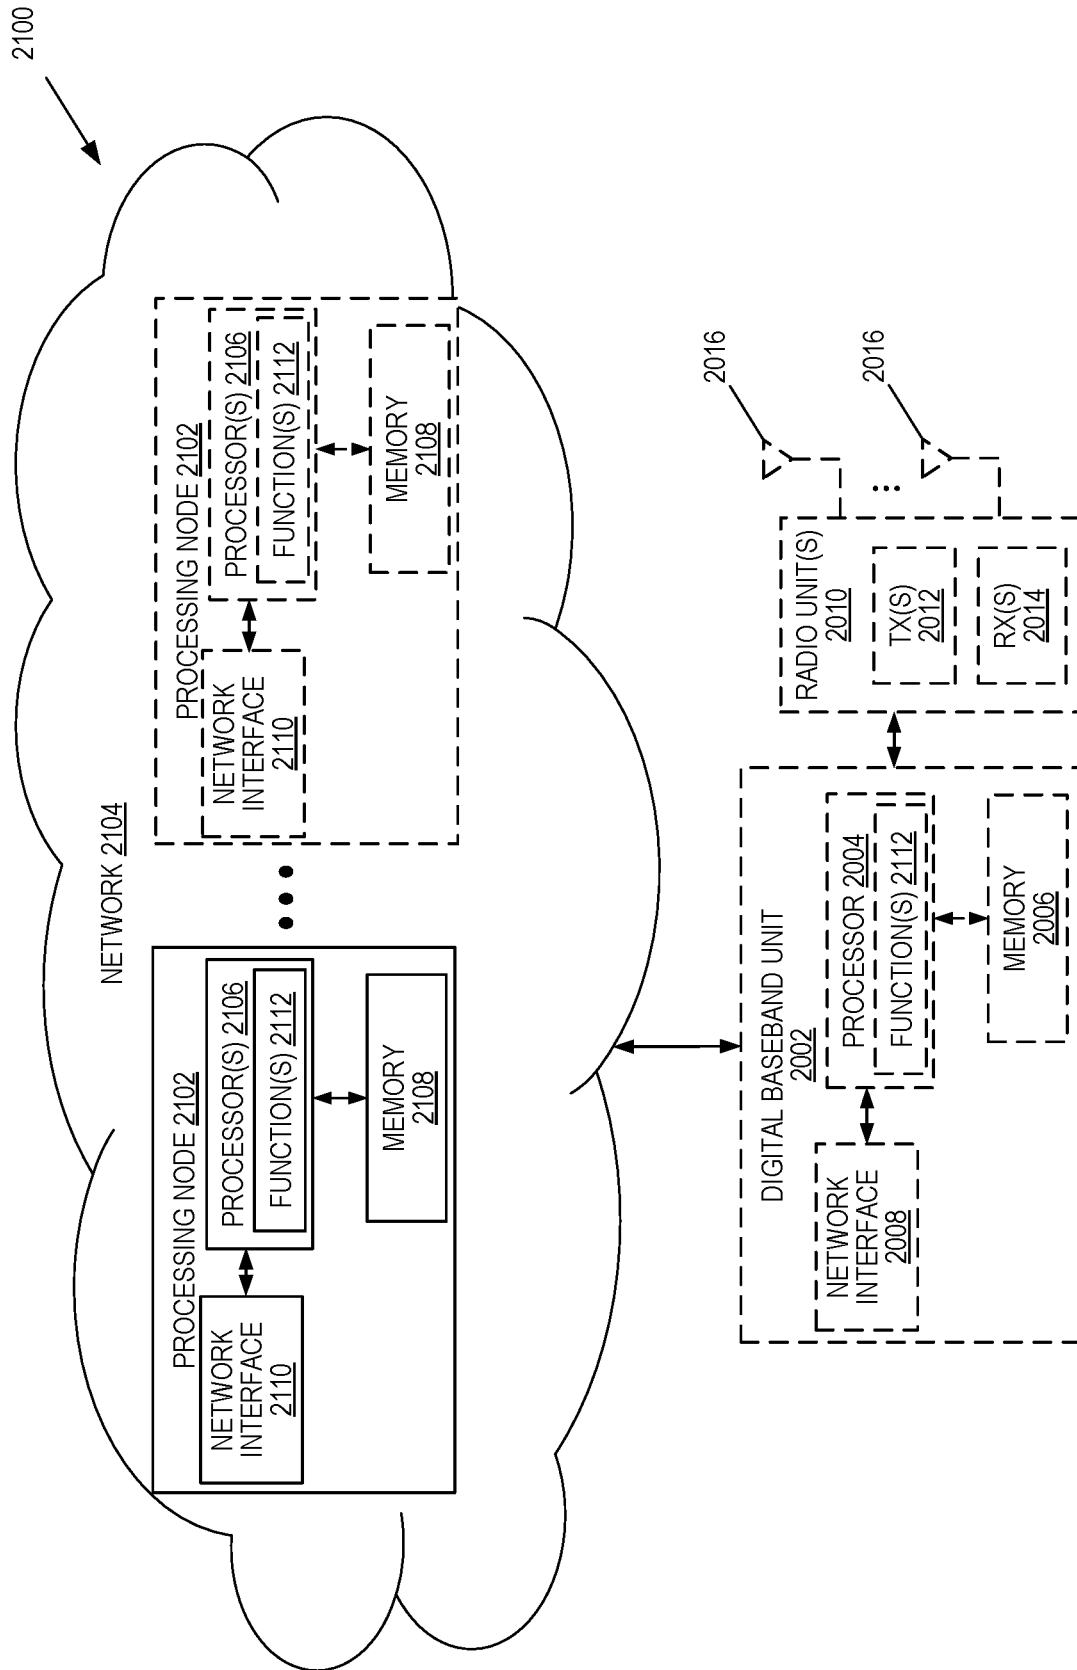 2100
NETWORK 2104
PROCESSING NODE 2102
NETWORK
INTERFACE
2110
PROCESSOR(S) 2106
FUNCTION(S) 2112
MEMORY
2108
PROCESSING NODE 2102
NETWORK
INTERFACE
2110
PROCESSOR(S) 2106
FUNCTION(S) 2112
MEMORY
2108
DIGITAL BASEBAND UNIT
2002
NETWORK
INTERFACE
2008
PROCESSOR 2004
FUNCTION(S) 2112
MEMORY
2006
RADIO UNIT(S)
2010
TX(S)
2012
RX(S)
2014
2016
2016